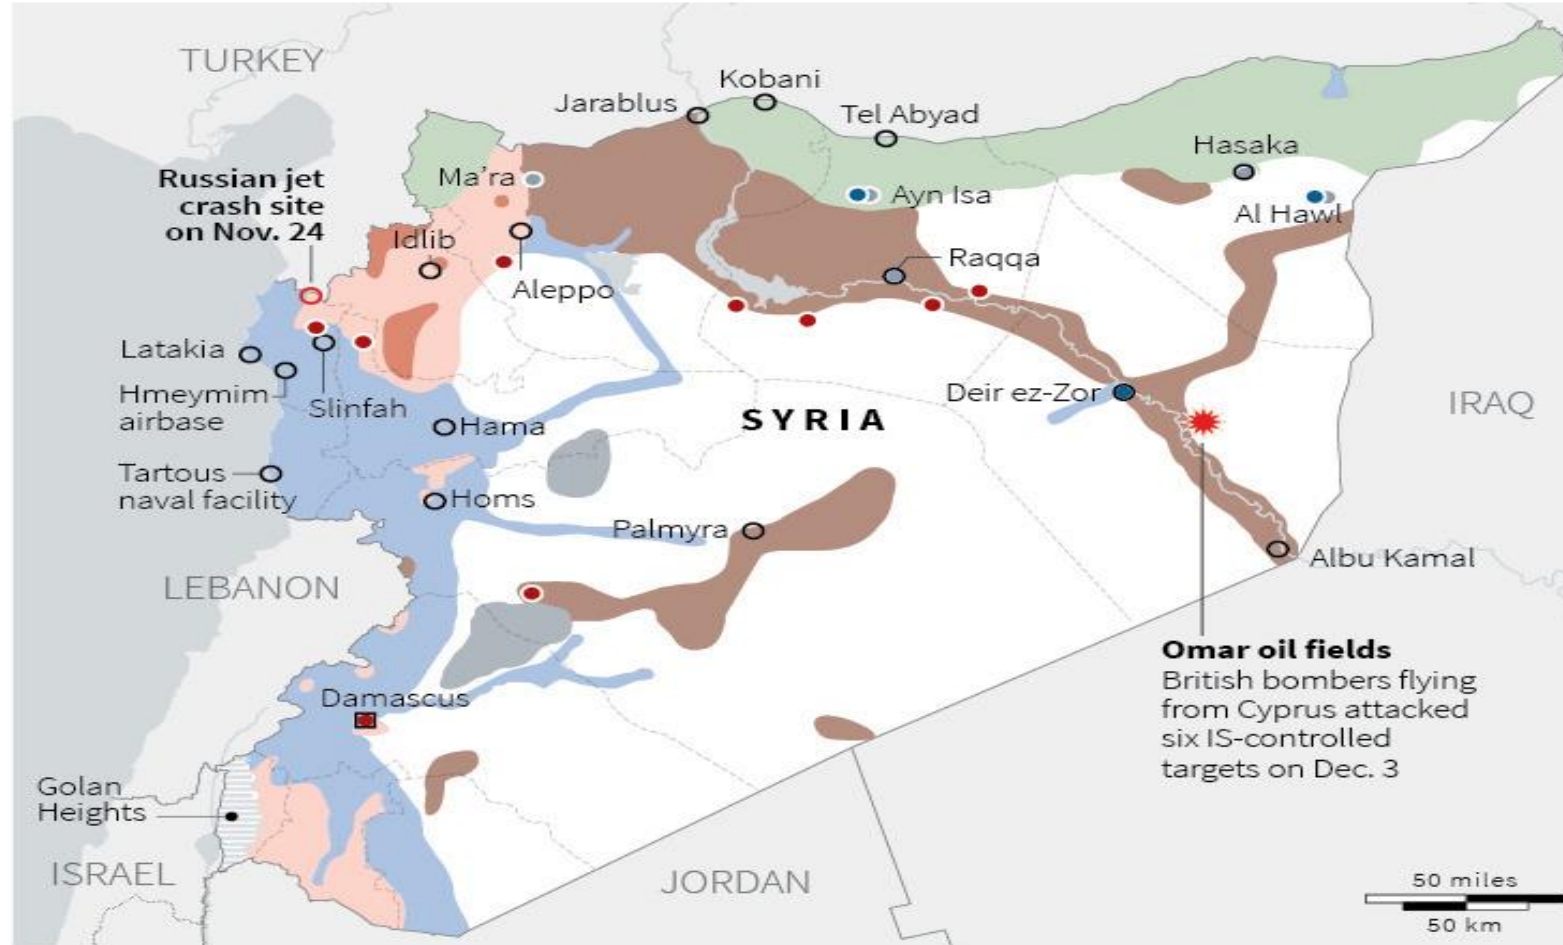 TURKEY
Kobani
Jarablus
Tel Abyad
Hasaka
Russian jet
crash site
on Nov. 24
Ma'ra
Ayn Isa
Al Hawl
Idlib
Raqqa
Aleppo
Latakia
Hmeymim
airbase
Slinfah
Deir ez-Zor
IRAQ
SYRIA
Hama
Tartous
naval facility
Homs
Palmyra
Albu Kamal
LEBANON
Omar oil fields
British bombers flying
from Cyprus attacked
six IS-controlled
targets on Dec. 3
Damascus
Golan
Heights
ISRAEL
JORDAN
50 miles
50 km